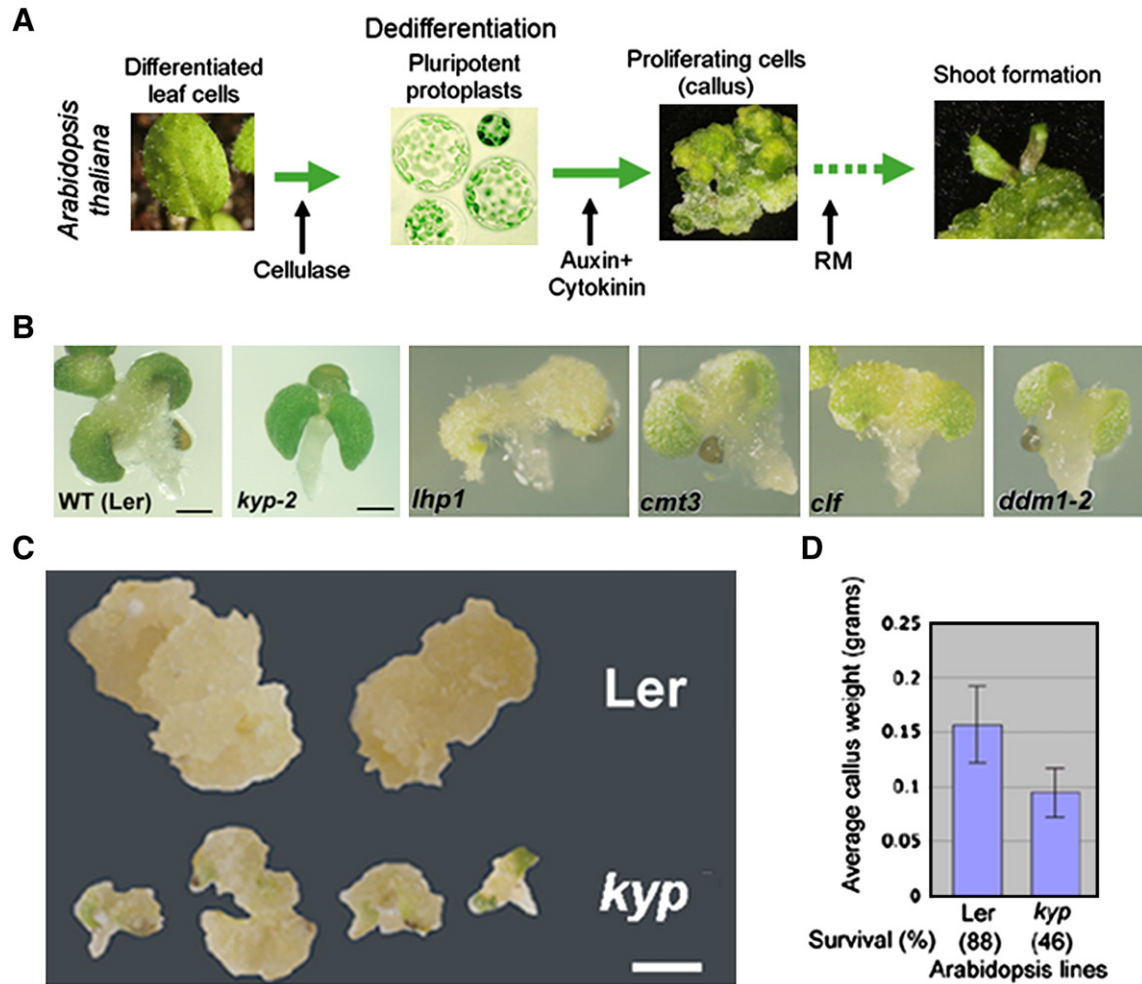 A
Arabidopsis
thaliana
Differentiated
leaf cells
Cellulase
Dedifferentiation
Pluripotent
protoplasts
Auxin+
Cytokinin
Proliferating cells
(callus)
RM
Shoot formation
B
WT (Ler)
kyp-2
lhp1
cmt3
clf
ddm1-2
C
Ler
kyp
D
Average callus weight (grams)
0.25
0.2
0.15
0.1
0.05
0
Ler kyp
Survival (%) (88) (46)
Arabidopsis lines